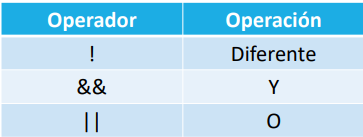 Operador Operación
! Diferente
&& Y
|| O